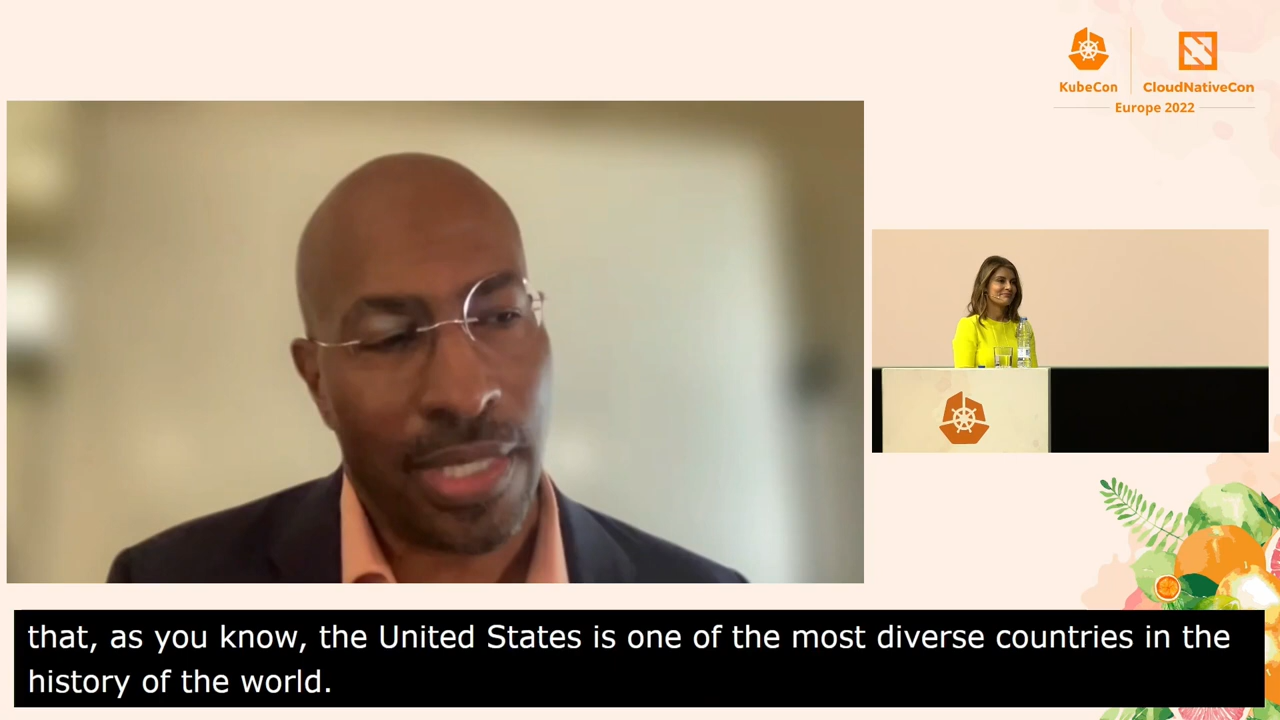 KubeCon
CloudNativeCon
Europe 2022
that, as you know, the United States is one of the most diverse countries in the
history of the world.